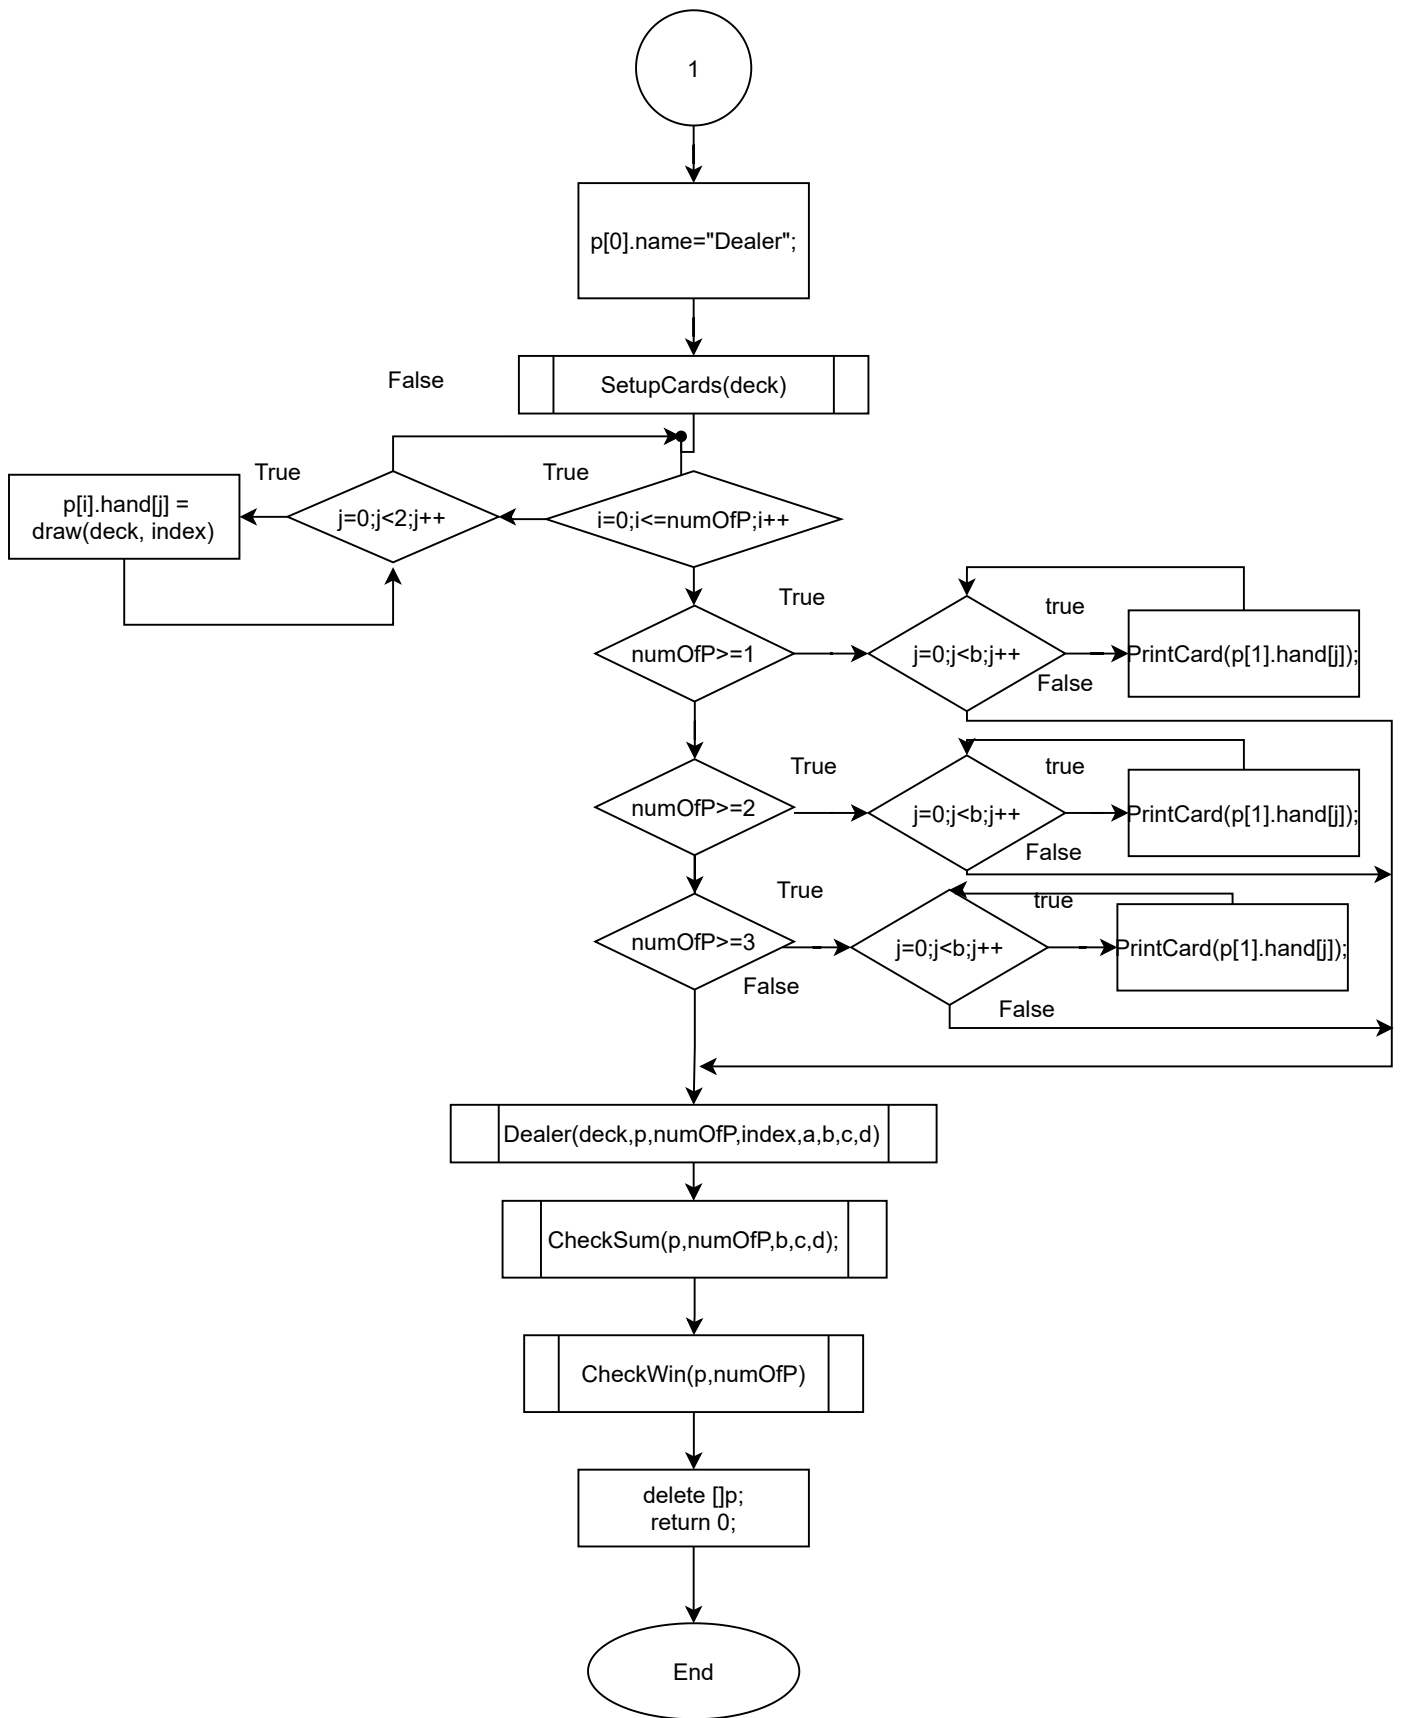 1
p[0].name="Dealer";
False
SetupCards(deck)
True
True
p[i].hand[j] =
draw(deck, index)
j=0;j<2;j++
i=0;i<=numOfP;i++
True
true
numOfP>=1
j=0;j<b;j++
PrintCard(p[1].hand[j]);
False
True
true
numOfP>=2
j=0;j<b;j++
PrintCard(p[1].hand[j]);
False
True
true
numOfP>=3
j=0;j<b;j++
PrintCard(p[1].hand[j]);
False
False
Dealer(deck,p,numOfP,index,a,b,c,d)
CheckSum(p,numOfP,b,c,d);
CheckWin(p,numOfP)
delete []p;
return 0;
End